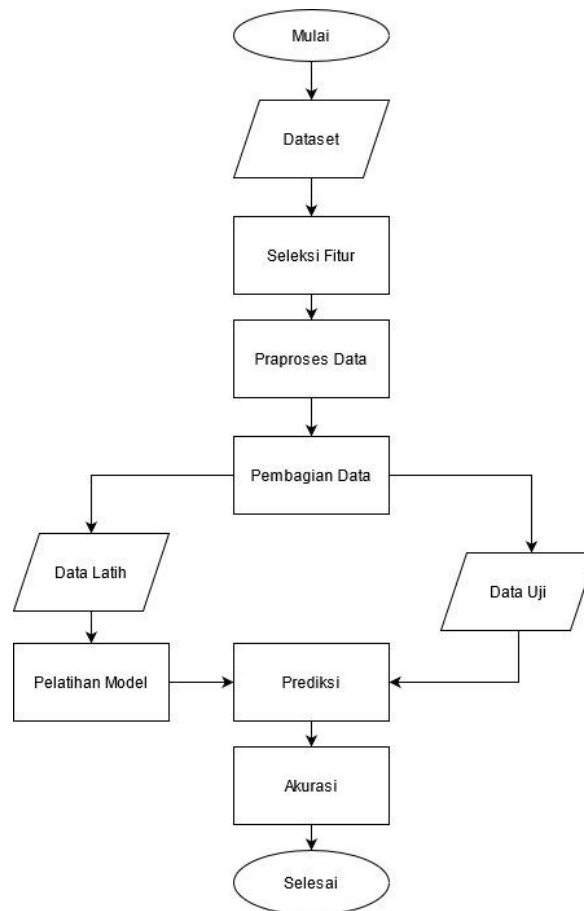 Mulai
Dataset
Seleksi Fitur
Praproses Data
Pembagian Data
Data Latih
Data Uji
Pelatihan Model
Prediksi
Akurasi
Selesai